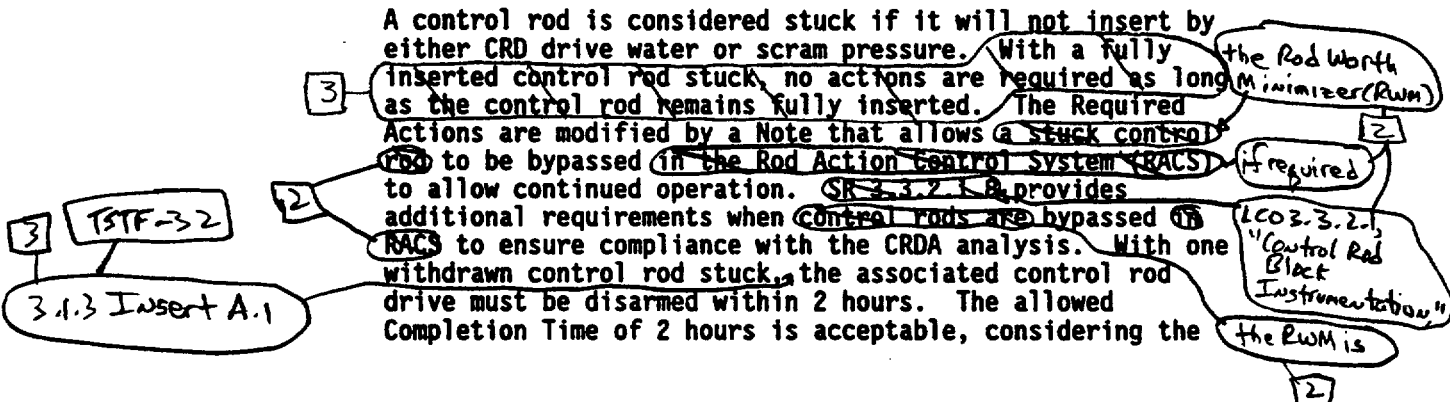 A control rod is considered stuck if it will not insert by
either CRD drive water or scram pressure. With a fully
inserted control rod stuck, no actions are required as long
as the control rod remains fully inserted. The Required
Actions are modified by a Note that allows a stuck control
rod to be bypassed in the Rod Action Control System (RACS)
to allow continued operation. SR 3.3.2.1.8 provides
additional requirements when control rods are bypassed in
RACS to ensure compliance with the CRDA analysis. With one
withdrawn control rod stuck, the associated control rod
drive must be disarmed within 2 hours. The allowed
Completion Time of 2 hours is acceptable, considering the
the Rod Worth
Minimizer (RWM)
2
if required
LCO 3.3.2.1,
"Control Rod
Block
Instrumentation"
the RWM is
2
3
2
3
TSTF-32
3.1.3 Insert A.1